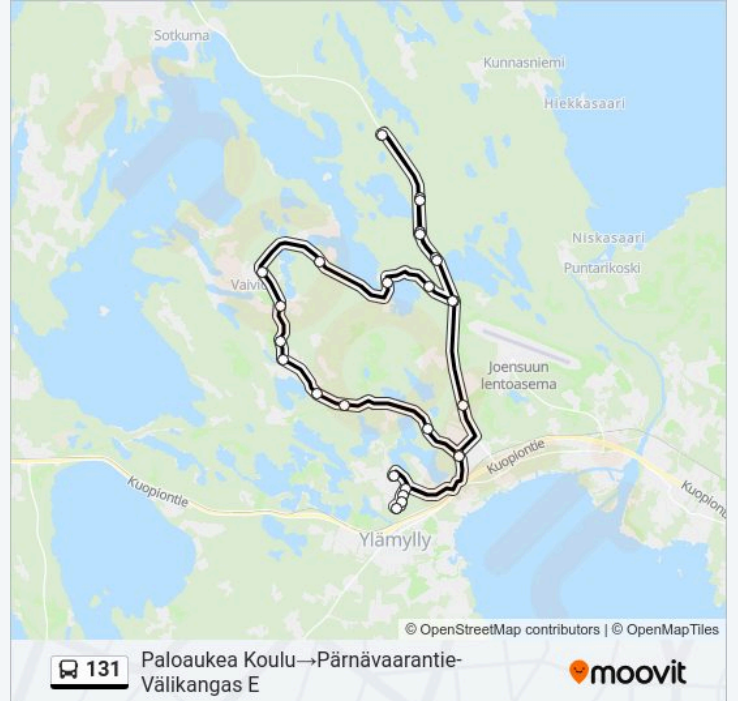 Sotkuma
Kunnasniemi
Hiekkasaari
Niskasaari
Puntarikoski
Vaivio
Joensuun
lentoasema
Kuopiontie
Kuopiontie
Kuopiont
Ylämylly
© OpenStreetMap contributors | © OpenMapTiles
131
Paloaukea Koulu→Pärnävaarantie-
Välikangas E
moovit